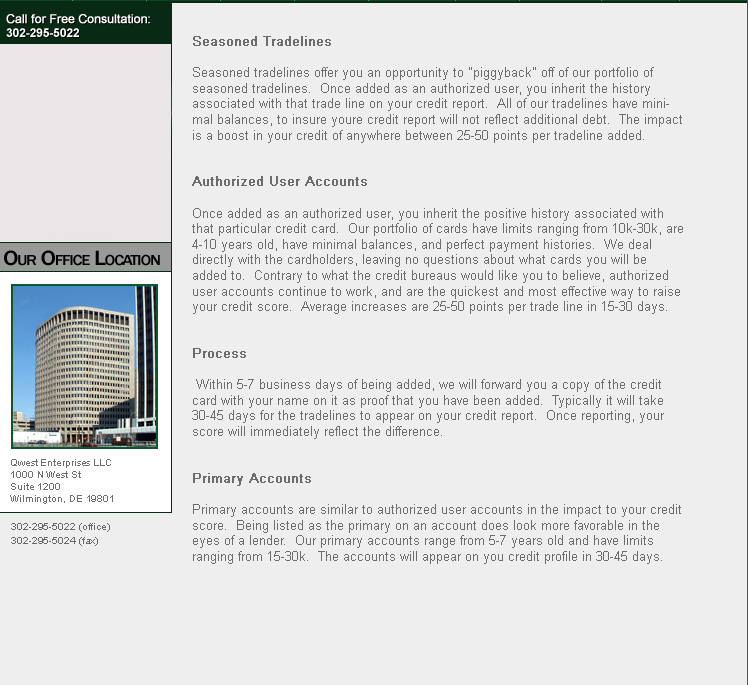 Call for Free Consultation:
302-295-5022
OUR OFFICE LOCATION
Qwest Enterprises LLC
1000 N West St
Suite 1200
Wilmington, DE 19801
302-295-5022 (office)
302-295-5024 (fax)
Seasoned Tradelines
Seasoned tradelines offer you an opportunity to "piggyback" off of our portfolio of
seasoned tradelines. Once added as an authorized user, you inherit the history
associated with that trade line on your credit report. All of our tradelines have mini-
mal balances, to insure youre credit report will not reflect additional debt. The impact
is a boost in your credit of anywhere between 25-50 points per tradeline added.
Authorized User Accounts
Once added as an authorized user, you inherit the positive history associated with
that particular credit card. Our portfolio of cards have limits ranging from 10k-30k, are
4-10 years old, have minimal balances, and perfect payment histories. We deal
directly with the cardholders, leaving no questions about what cards you will be
added to. Contrary to what the credit bureaus would like you to believe, authorized
user accounts continue to work, and are the quickest and most effective way to raise
your credit score. Average increases are 25-50 points per trade line in 15-30 days.
Process
Within 5-7 business days of being added, we will forward you a copy of the credit
card with your name on it as proof that you have been added. Typically it will take
30-45 days for the tradelines to appear on your credit report. Once reporting, your
score will immediately reflect the difference.
Primary Accounts
Primary accounts are similar to authorized user accounts in the impact to your credit
score. Being listed as the primary on an account does look more favorable in the
eyes of a lender. Our primary accounts range from 5-7 years old and have limits
ranging from 15-30k. The accounts will appear on you credit profile in 30-45 days.